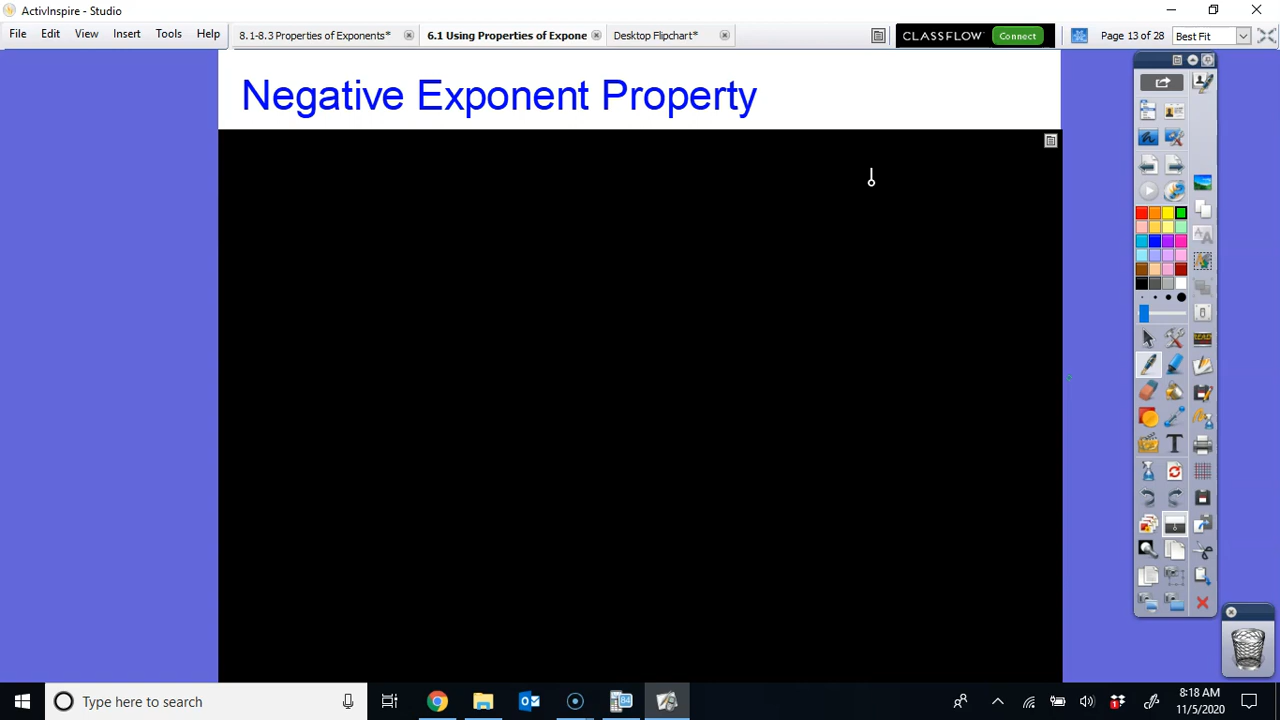 ActivInspire - Studio
File Edit View Insert Tools Help
8.1-8.3 Properties of Exponents*
6.1 Using Properties of Expone
Desktop Flipchart*
CLASSFLOW Connect
Page 13 of 28
Best Fit
Negative Exponent Property
Type here to search
8:18 AM
11/5/2020